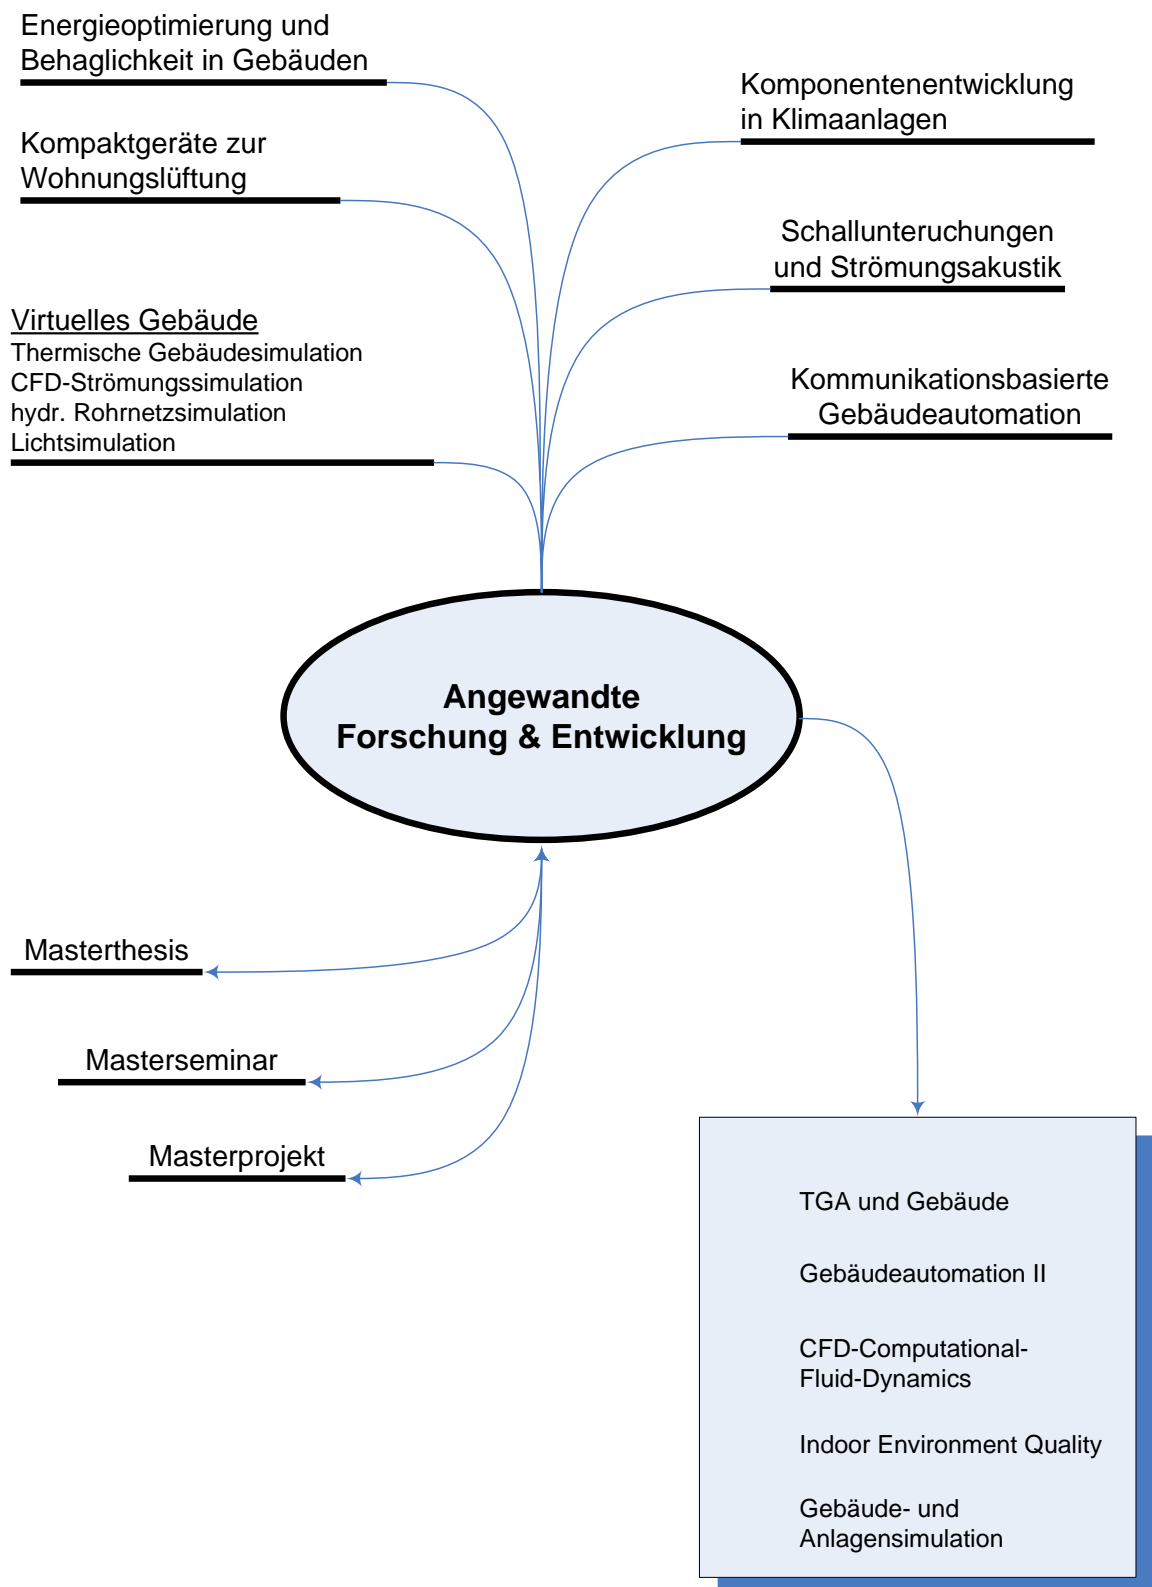 Energieoptimierung und
Behaglichkeit in Gebäuden
Kompaktgeräte zur
Wohnungslüftung
Virtuelles Gebäude
Thermische Gebäudesimulation
CFD-Strömungssimulation
hydr. Rohrnetzsimulation
Lichtsimulation
Komponentenentwicklung
in Klimaanlagen
Schallunteruchungen
und Strömungsakustik
Kommunikationsbasierte
Gebäudeautomation
Angewandte
Forschung & Entwicklung
Masterthesis
Masterseminar
Masterprojekt
TGA und Gebäude
Gebäudeautomation II
CFD-Computational-
Fluid-Dynamics
Indoor Environment Quality
Gebäude- und
Anlagensimulation